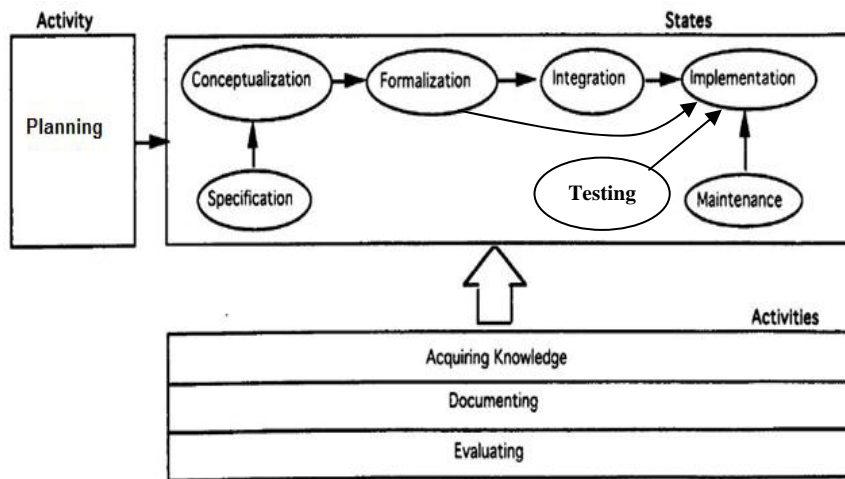 Activity
States
Planning
Conceptualization
Formalization
Integration
Implementation
Specification
Testing
Maintenance
Activities
Acquiring Knowledge
Documenting
Evaluating